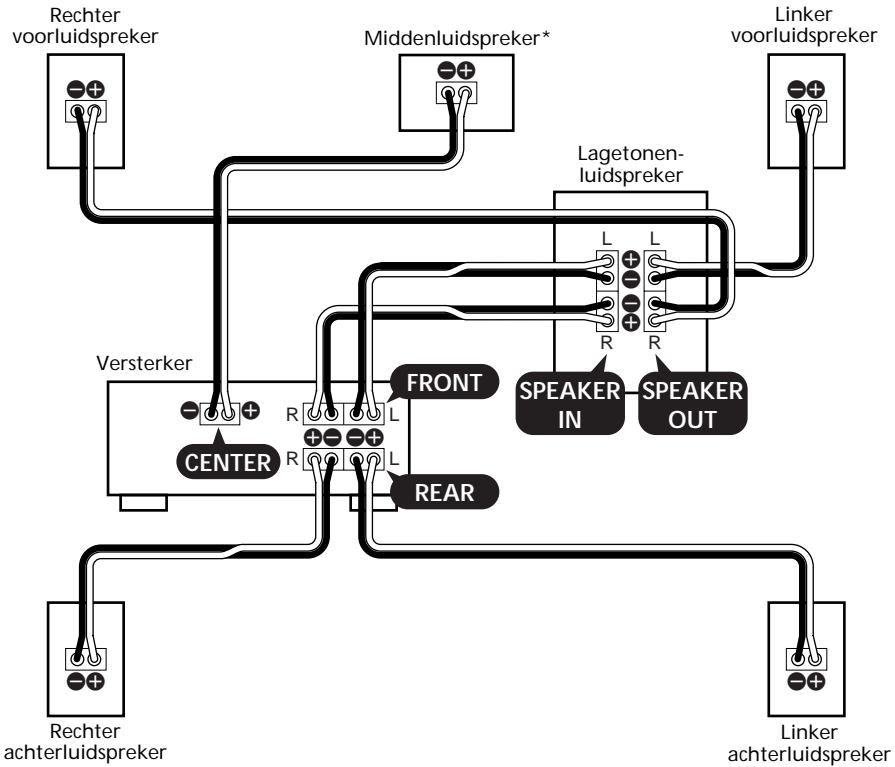 Rechter
voorluidspreker
Middenluidspreker*
Linker
voorluidspreker
⊖⊕
⊖⊕
⊖⊕
Lagetonen-
luidspreker
L L
⊕
⊖
⊖
⊕
R R
SPEAKER
IN
SPEAKER
OUT
Versterker
FRONT
⊖ ⊕
R L
CENTER
⊕⊖ ⊖⊕
R L
REAR
⊖⊕
⊖⊕
Rechter
achterluidspreker
Linker
achterluidspreker